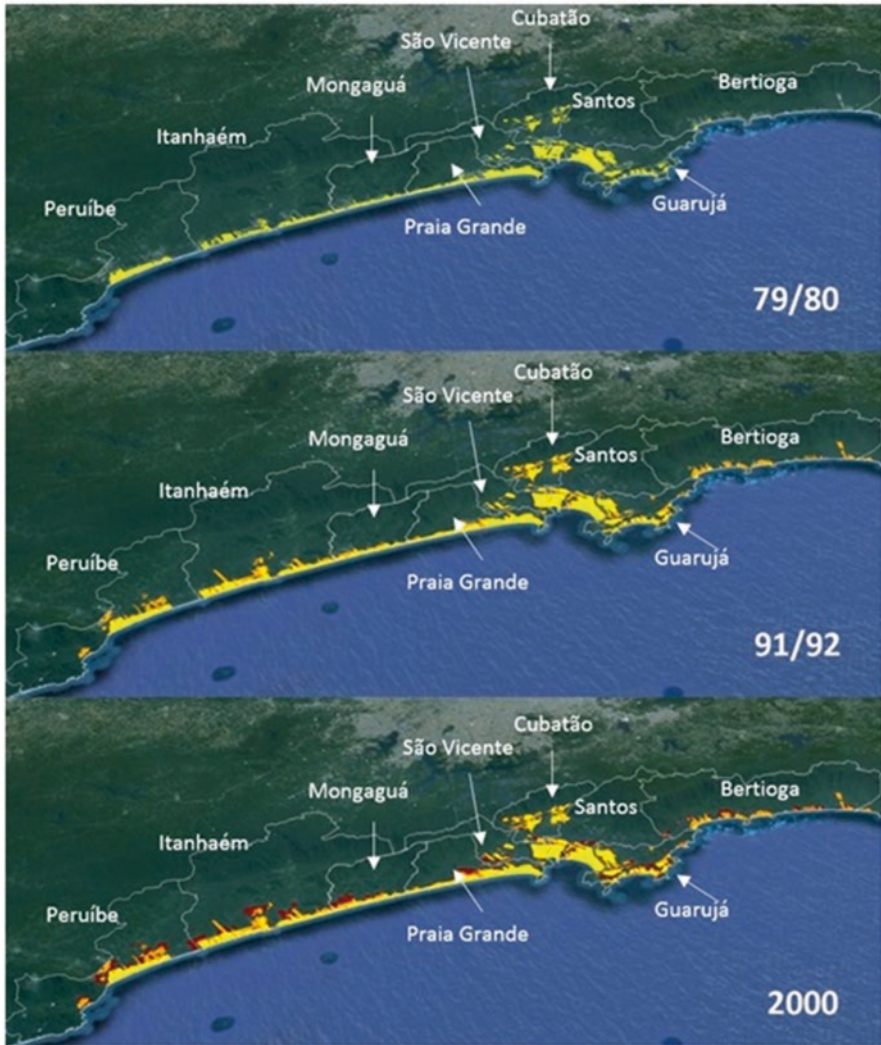 Cubatão
São Vicente
Mongaguá
Santos
Bertioga
Itanhaém
Peruíbe
Praia Grande
Guarujá
79/80
Cubatão
São Vicente
Mongaguá
Santos
Bertioga
Itanhaém
Peruíbe
Praia Grande
Guarujá
91/92
Cubatão
São Vicente
Mongaguá
Santos
Bertioga
Itanhaém
Peruíbe
Praia Grande
Guarujá
2000